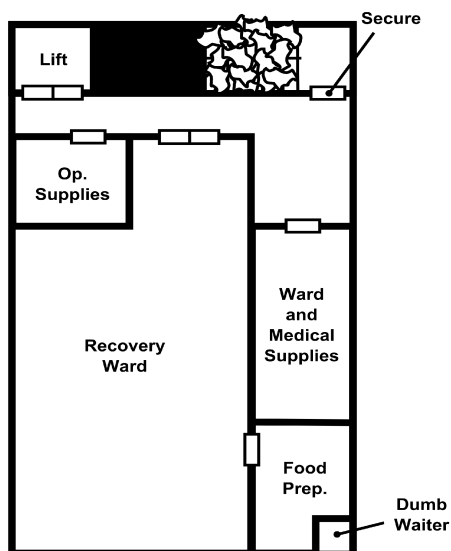 Secure
Lift
Op.
Supplies
Ward
and
Medical
Supplies
Recovery
Ward
Food
Prep.
Dumb
Waiter